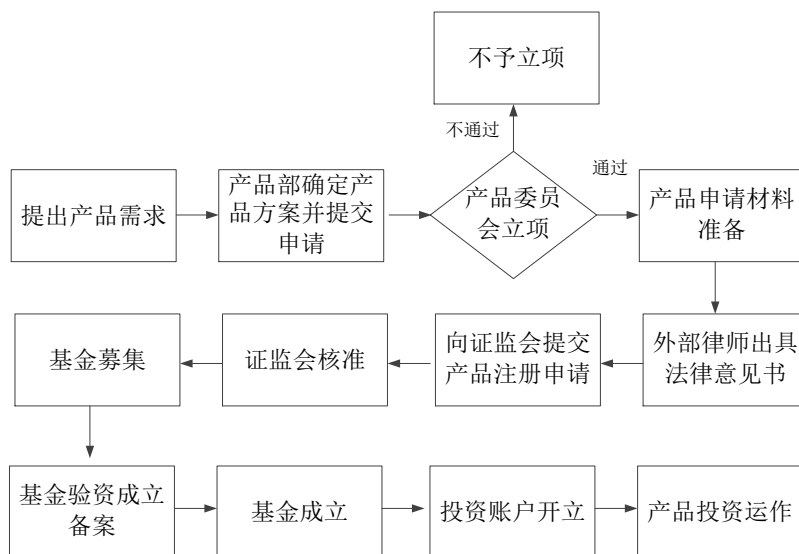 不予立项
不通过
提出产品需求
产品部确定产
品方案并提交
申请
产品委员
会立项
通过
产品申请材料
准备
基金募集
证监会核准
向证监会提交
产品注册申请
外部律师出具
法律意见书
基金验资成立
备案
基金成立
投资账户开立
产品投资运作